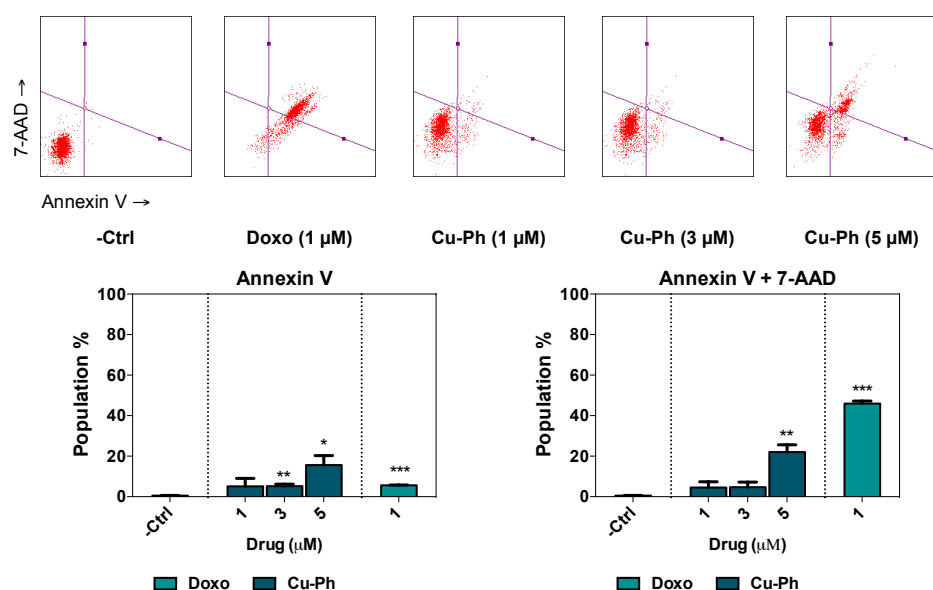 7-AAD →
Annexin V →
-Ctrl
Doxo (1 µM)
Cu-Ph (1 µM)
Cu-Ph (3 µM)
Cu-Ph (5 µM)
Annexin V
Population %
100
80
60
40
20
0
**
*
***
-Ctrl
1
3
5
1
Drug (µM)
Doxo
Cu-Ph
Annexin V + 7-AAD
Population %
100
80
60
40
20
0
**
***
-Ctrl
1
3
5
1
Drug (µM)
Doxo
Cu-Ph